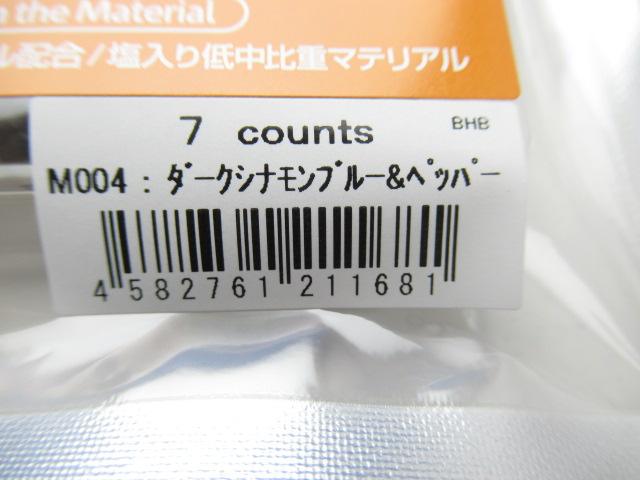 the Material
配合/塩入り低中比重マテリアル
7 counts
BHB
M004 : ﾀﾞｰｸｼﾅﾓﾝﾌﾞﾙｰ&ﾍﾟｯﾊﾟｰ
4 582761 211681